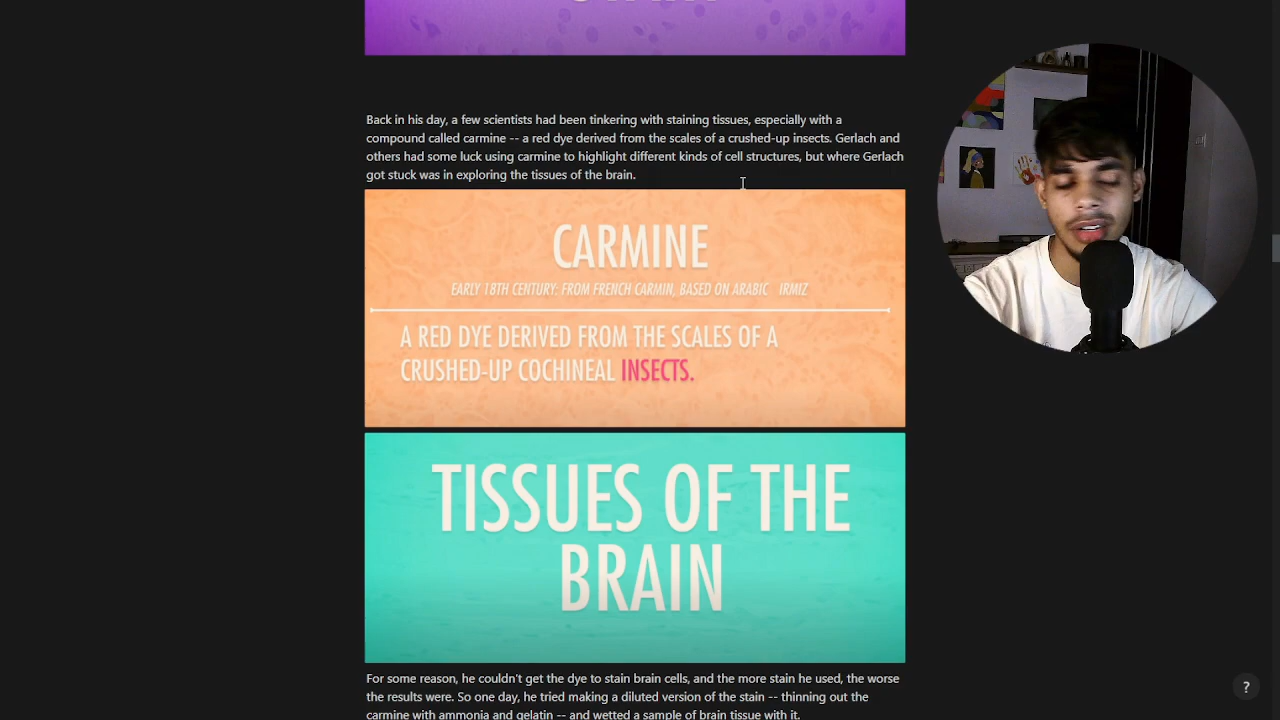 Back in his day, a few scientists had been tinkering with staining tissues, especially with a
compound called carmine -- a red dye derived from the scales of a crushed-up insects. Gerlach and
others had some luck using carmine to highlight different kinds of cell structures, but where Gerlach
got stuck was in exploring the tissues of the brain.
CARMINE
EARLY 18TH CENTURY: FROM FRENCH CARMIN, BASED ON ARABIC IRMIZ
A RED DYE DERIVED FROM THE SCALES OF A
CRUSHED-UP COCHINEAL INSECTS.
TISSUES OF THE
BRAIN
For some reason, he couldn't get the dye to stain brain cells, and the more stain he used, the worse
the results were. So one day, he tried making a diluted version of the stain -- thinning out the
carmine with ammonia and gelatin -- and wetted a sample of brain tissue with it.
?